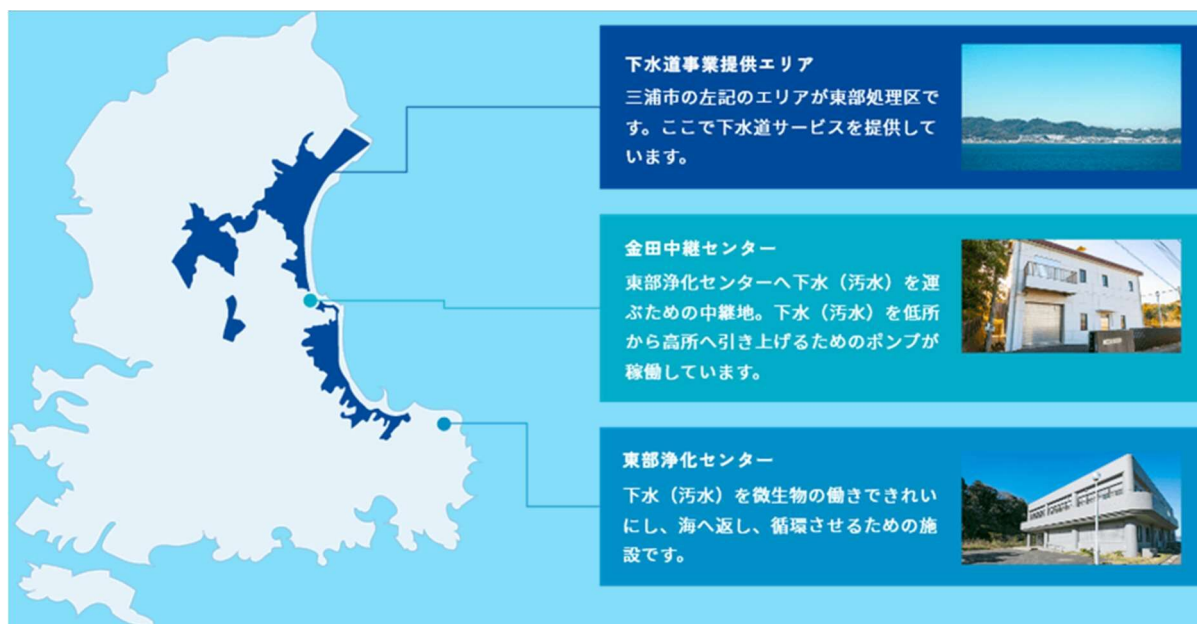 下水道事業提供エリア
三浦市の左記のエリアが東部処理区で
す。ここで下水道サービスを提供して
います。
金田中継センター
東部浄化センターへ下水（汚水）を運
ぶための中継地。下水（汚水）を低所
から高所へ引き上げるためのポンプが
稼働しています。
東部浄化センター
下水（汚水）を微生物の働きできれい
にし、海へ返し、循環させるための施
設です。